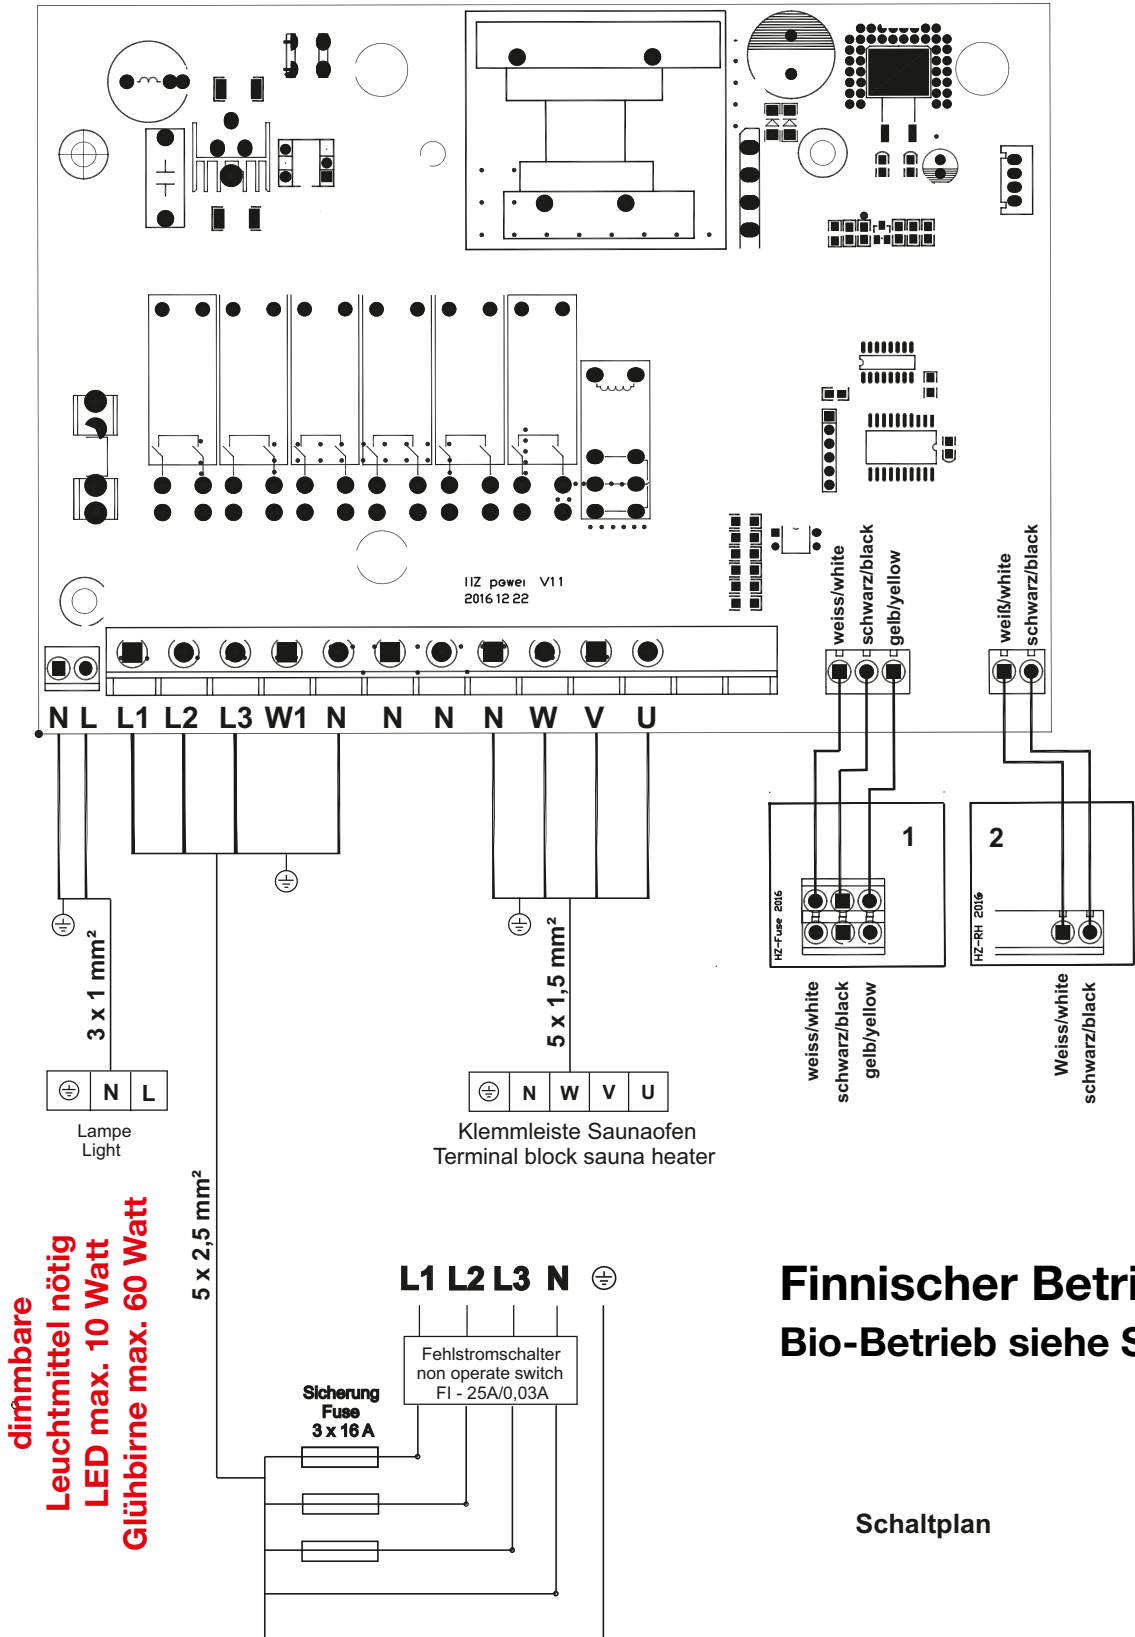 HZ power V11
2016 12 22
weiss/white
schwarz/black
gelb/yellow
weiß/white
schwarz/black
N L L1 L2 L3 W1 N N N N W V U
1
HZ-Fuse 2016
2
HZ-RH 2016
weiss/white
schwarz/black
gelb/yellow
Weiss/white
schwarz/black
3 x 1 mm²
5 x 1,5 mm²
N L
Lampe
Light
N W V U
Klemmleiste Saunaofen
Terminal block sauna heater
5 x 2,5 mm²
dimmbare
Leuchtmittel nötig
LED max. 10 Watt
Glühbirne max. 60 Watt
L1 L2 L3 N
Fehlstromschalter
non operate switch
FI - 25A/0,03A
Sicherung
Fuse
3 x 16 A
Finnischer Betri
Bio-Betrieb siehe S
Schaltplan